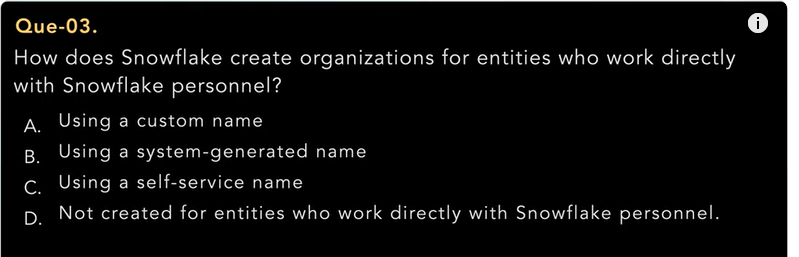 Que-03.
How does Snowflake create organizations for entities who work directly
with Snowflake personnel?
A. Using a custom name
B. Using a system-generated name
C. Using a self-service name
D. Not created for entities who work directly with Snowflake personnel.